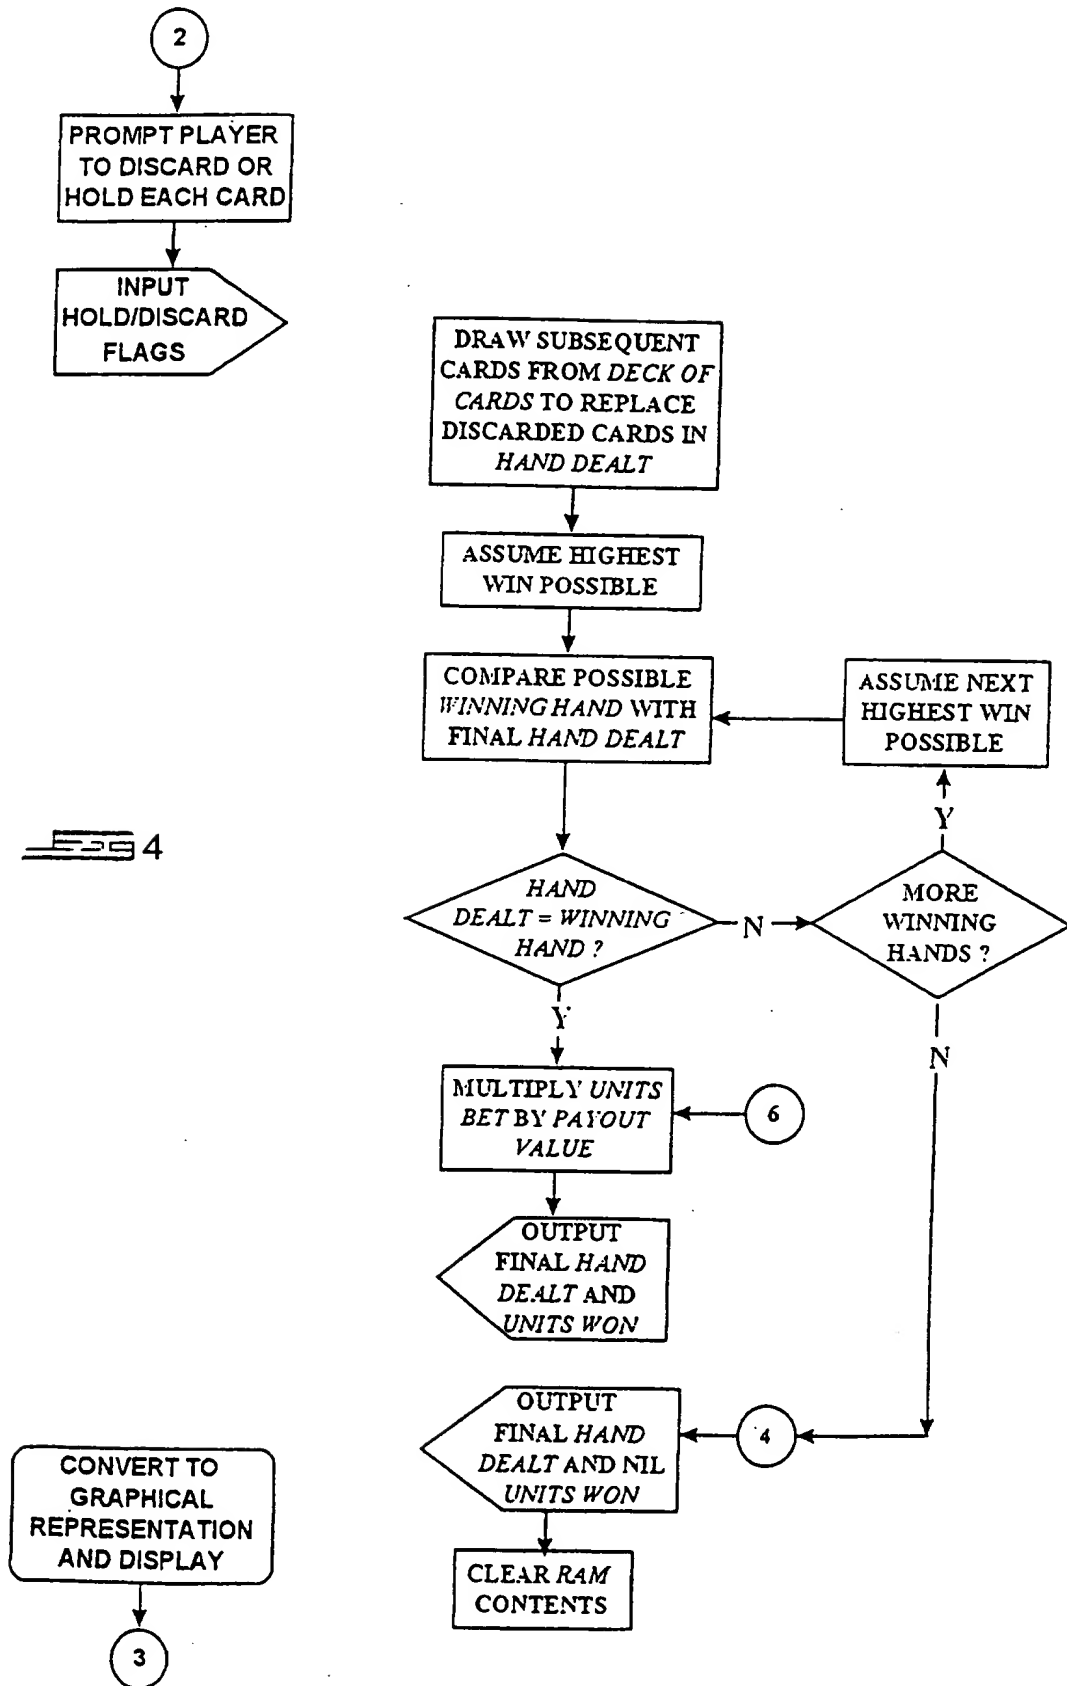 2
PROMPT PLAYER
TO DISCARD OR
HOLD EACH CARD
INPUT
HOLD/DISCARD
FLAGS
DRAW SUBSEQUENT
CARDS FROM DECK OF
CARDS TO REPLACE
DISCARDED CARDS IN
HAND DEALT
ASSUME HIGHEST
WIN POSSIBLE
COMPARE POSSIBLE
WINNING HAND WITH
FINAL HAND DEALT
ASSUME NEXT
HIGHEST WIN
POSSIBLE
Y
4
HAND
DEALT = WINNING
HAND ?
N
MORE
WINNING
HANDS ?
Y
N
MULTIPLY UNITS
BET BY PAYOUT
VALUE
6
OUTPUT
FINAL HAND
DEALT AND
UNITS WON
OUTPUT
FINAL HAND
DEALT AND NIL
UNITS WON
4
CONVERT TO
GRAPHICAL
REPRESENTATION
AND DISPLAY
CLEAR RAM
CONTENTS
3